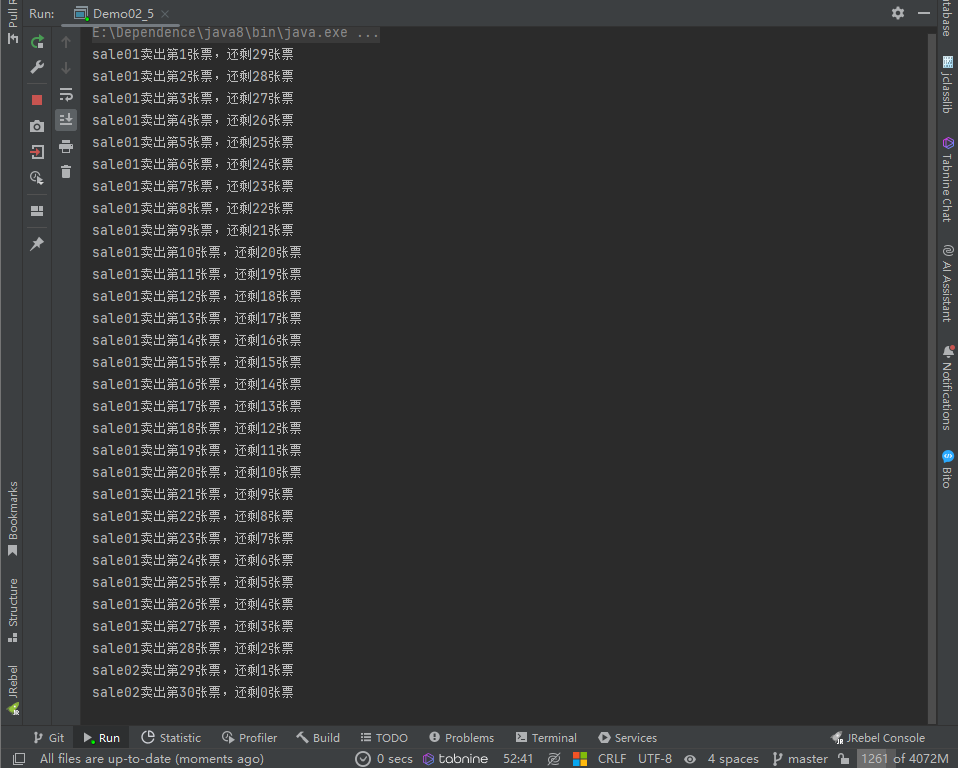 Run:
Demo02_5
E:\Dependence\java8\bin\java.exe ...
sale01卖出第1张票，还剩29张票
sale01卖出第2张票，还剩28张票
sale01卖出第3张票，还剩27张票
sale01卖出第4张票，还剩26张票
sale01卖出第5张票，还剩25张票
sale01卖出第6张票，还剩24张票
sale01卖出第7张票，还剩23张票
sale01卖出第8张票，还剩22张票
sale01卖出第9张票，还剩21张票
sale01卖出第10张票，还剩20张票
sale01卖出第11张票，还剩19张票
sale01卖出第12张票，还剩18张票
sale01卖出第13张票，还剩17张票
sale01卖出第14张票，还剩16张票
sale01卖出第15张票，还剩15张票
sale01卖出第16张票，还剩14张票
sale01卖出第17张票，还剩13张票
sale01卖出第18张票，还剩12张票
sale01卖出第19张票，还剩11张票
sale01卖出第20张票，还剩10张票
sale01卖出第21张票，还剩9张票
sale01卖出第22张票，还剩8张票
sale01卖出第23张票，还剩7张票
sale01卖出第24张票，还剩6张票
sale01卖出第25张票，还剩5张票
sale01卖出第26张票，还剩4张票
sale01卖出第27张票，还剩3张票
sale01卖出第28张票，还剩2张票
sale02卖出第29张票，还剩1张票
sale02卖出第30张票，还剩0张票
Pull R
Bookmarks
Structure
JRebel
atabase
jclasslib
Tabnine Chat
AI Assistant
Notifications
Bito
Git
Run
Statistic
Profiler
Build
TODO
Problems
Terminal
Services
JRebel Console
All files are up-to-date (moments ago)
0 secs
tabnine
52:41
CRLF
UTF-8
4 spaces
master
1261 of 4072M